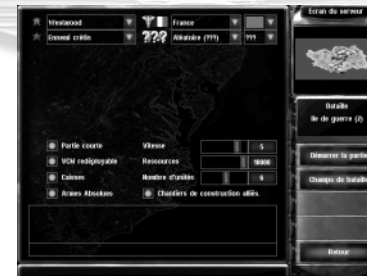 Westwood France
Ennemi crétin ??? Aléatoire (???) ???
Ecran du serveur
Bataille
Ile de guerre (2)
Partie courte Vitesse 5
VCM redéployable Ressources 10000
Caisses Nombre d'unités 6
Armes Absolues Chantiers de construction alliés.
Démarrer la partie
Champs de bataille
Retour